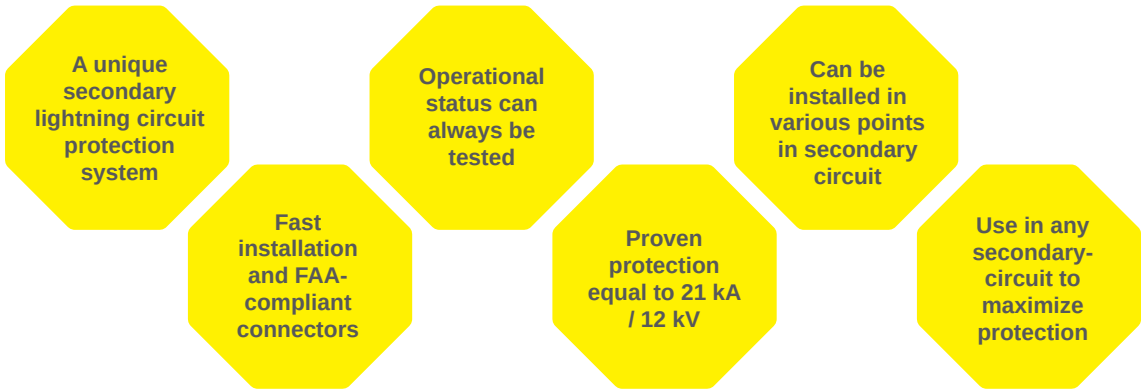 A unique
secondary
lightning circuit
protection
system
Fast
installation
and FAA-
compliant
connectors
Operational
status can
always be
tested
Proven
protection
equal to 21 kA
/ 12 kV
Can be
installed in
various points
in secondary
circuit
Use in any
secondary-
circuit to
maximize
protection